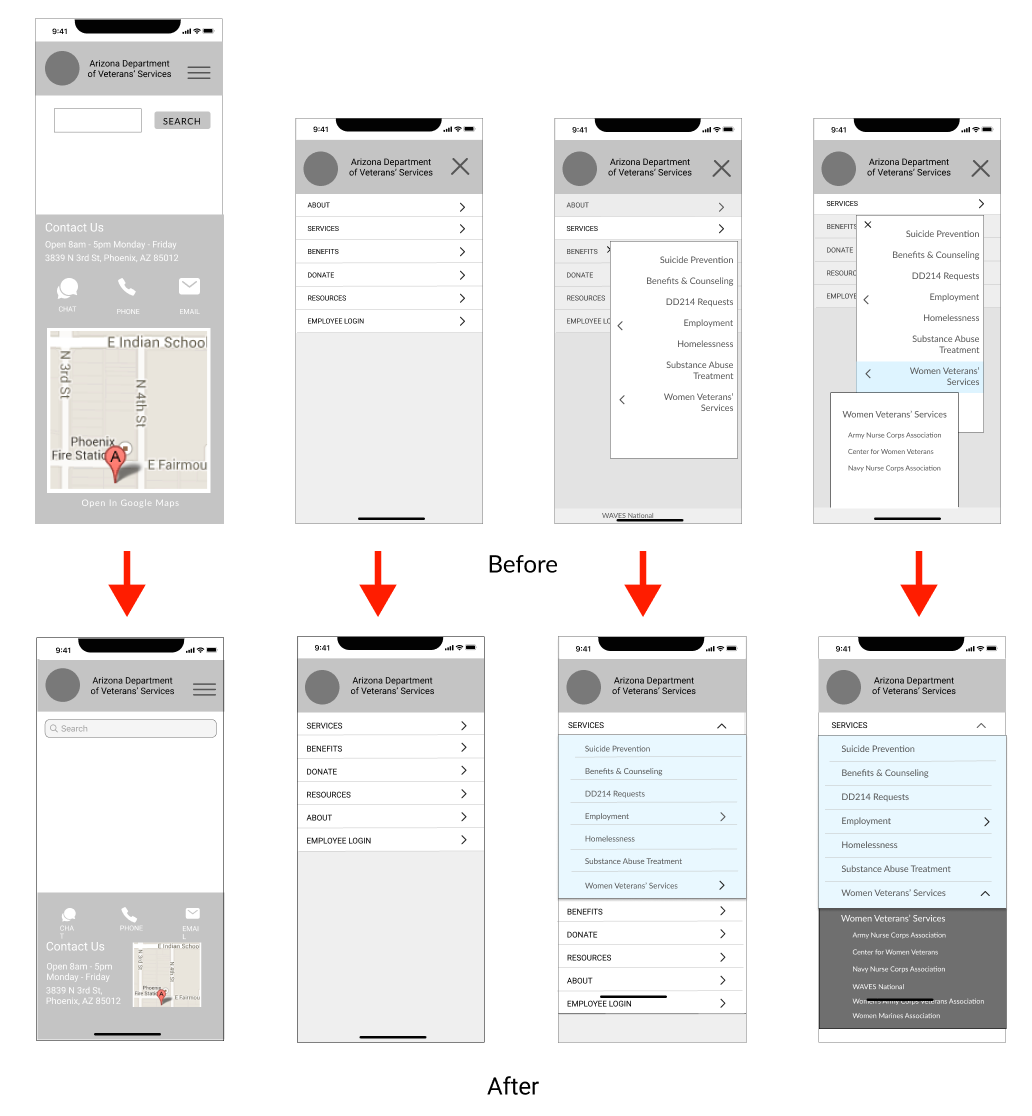 9:41
Arizona Department
of Veterans' Services
SEARCH
Contact Us
Open 8am - 5pm Monday - Friday
3839 N 3rd St, Phoenix, AZ 85012
CHAT
PHONE
EMAIL
E Indian School
N 3rd St
N 4th St
Phoenix
Fire Static
A
E Fairmou
Open In Google Maps
9:41
Arizona Department
of Veterans' Services
ABOUT
SERVICES
BENEFITS
DONATE
RESOURCES
EMPLOYEE LOGIN
9:41
Arizona Department
of Veterans' Services
ABOUT
SERVICES
BENEFITS
DONATE
RESOURCES
EMPLOYEE LO
Suicide Prevention
Benefits & Counseling
DD214 Requests
Employment
Homelessness
Substance Abuse
Treatment
Women Veterans'
Services
WAVES National
9:41
Arizona Department
of Veterans' Services
SERVICES
BENEFITS
DONATE
RESOURC
EMPLOYE
Suicide Prevention
Benefits & Counseling
DD214 Requests
Employment
Homelessness
Substance Abuse
Treatment
Women Veterans'
Services
Women Veterans' Services
Army Nurse Corps Association
Center for Women Veterans
Navy Nurse Corps Association
Before
9:41
Arizona Department
of Veterans' Services
Search
CHA
T
PHONE
EMAI
L
Contact Us
Open 8am - 5pm
Monday - Friday
3839 N 3rd St,
Phoenix, AZ 85012
E Indian School
N 3rd St
N 4th St
Phoenix
Fire Static
A
E Fairmou
9:41
Arizona Department
of Veterans' Services
SERVICES
BENEFITS
DONATE
RESOURCES
ABOUT
EMPLOYEE LOGIN
9:41
Arizona Department
of Veterans' Services
SERVICES
Suicide Prevention
Benefits & Counseling
DD214 Requests
Employment
Homelessness
Substance Abuse Treatment
Women Veterans' Services
BENEFITS
DONATE
RESOURCES
ABOUT
EMPLOYEE LOGIN
9:41
Arizona Department
of Veterans' Services
SERVICES
Suicide Prevention
Benefits & Counseling
DD214 Requests
Employment
Homelessness
Substance Abuse Treatment
Women Veterans' Services
Women Veterans' Services
Army Nurse Corps Association
Center for Women Veterans
Navy Nurse Corps Association
WAVES National
Women's Army Corps Veterans Association
Women Marines Association
After